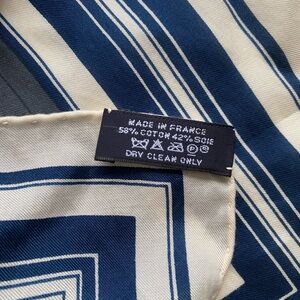 MADE IN FRANCE
58% COTON 42% SOIE
DRY CLEAN ONLY